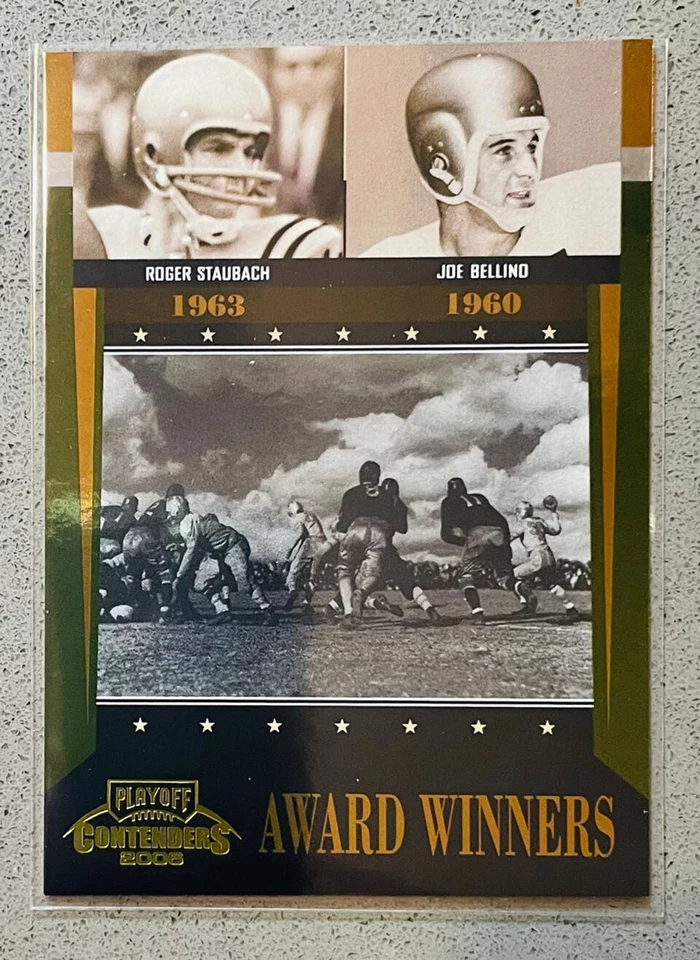 ROGER STAUBACH JOE BELLINO
1963 1960
PLAYOFF
CONTENDERS
2006
AWARD WINNERS